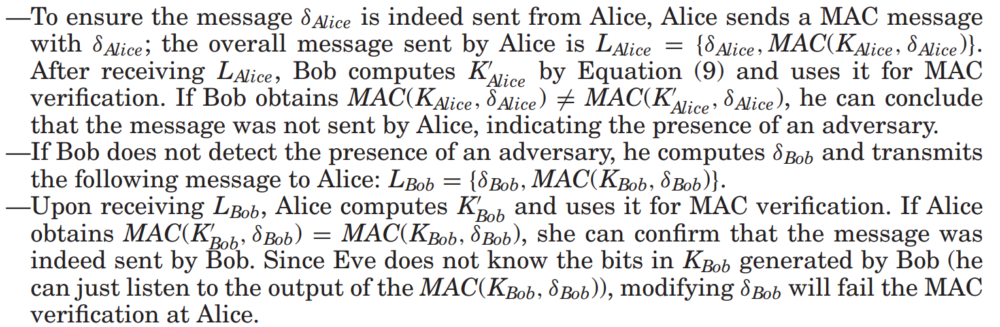 —To ensure the message δ_Alice is indeed sent from Alice, Alice sends a MAC message
with δ_Alice; the overall message sent by Alice is L_Alice = {δ_Alice, MAC(K_Alice, δ_Alice)}.
After receiving L_Alice, Bob computes K′_Alice by Equation (9) and uses it for MAC
verification. If Bob obtains MAC(K_Alice, δ_Alice) ≠ MAC(K′_Alice, δ_Alice), he can conclude
that the message was not sent by Alice, indicating the presence of an adversary.
—If Bob does not detect the presence of an adversary, he computes δ_Bob and transmits
the following message to Alice: L_Bob = {δ_Bob, MAC(K_Bob, δ_Bob)}.
—Upon receiving L_Bob, Alice computes K′_Bob and uses it for MAC verification. If Alice
obtains MAC(K′_Bob, δ_Bob) = MAC(K_Bob, δ_Bob), she can confirm that the message was
indeed sent by Bob. Since Eve does not know the bits in K_Bob generated by Bob (he
can just listen to the output of the MAC(K_Bob, δ_Bob)), modifying δ_Bob will fail the MAC
verification at Alice.